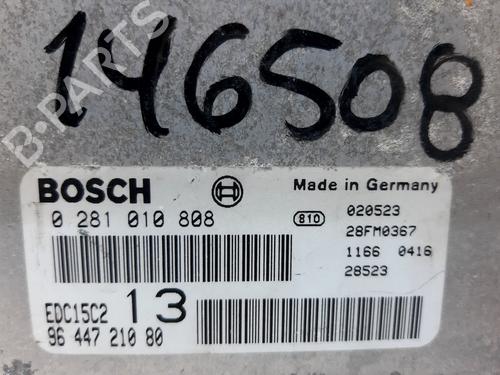 146508
B-PARTS
BOSCH
Made in Germany
0 281 010 808
810
020523
28FM0367
1166 0416
28523
EDC15C2 13
96 447 210 80